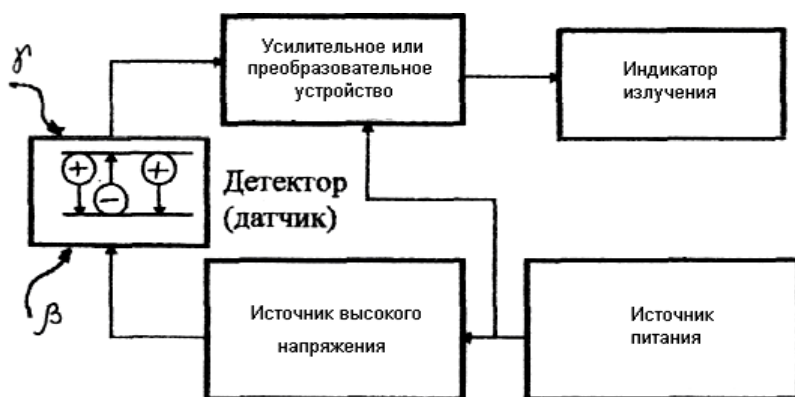 Усилительное или
преобразовательное
устройство
Индикатор
излучения
γ
+
+
−
Детектор
(датчик)
β
Источник высокого
напряжения
Источник
питания